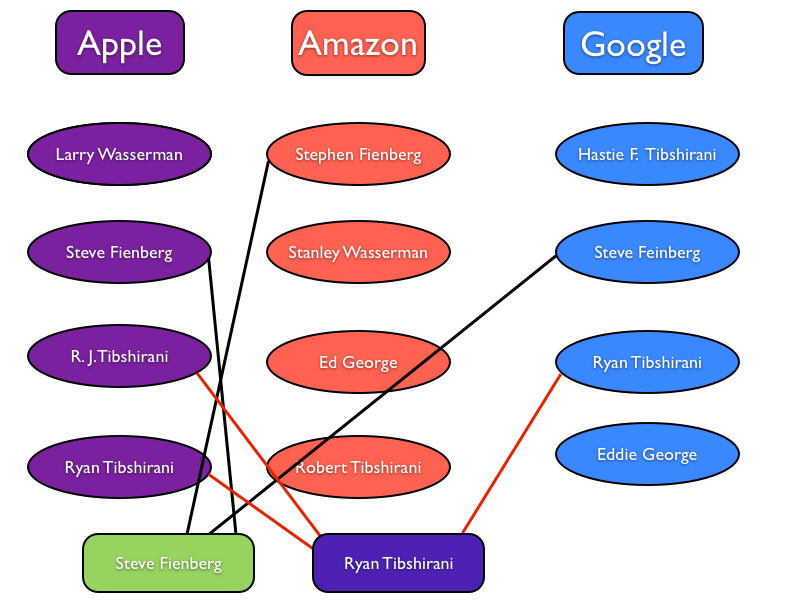 Apple
Amazon
Google
Larry Wasserman
Stephen Fienberg
Hastie F. Tibshirani
Steve Fienberg
Stanley Wasserman
Steve Feinberg
R. J. Tibshirani
Ed George
Ryan Tibshirani
Ryan Tibshirani
Robert Tibshirani
Eddie George
Steve Fienberg
Ryan Tibshirani